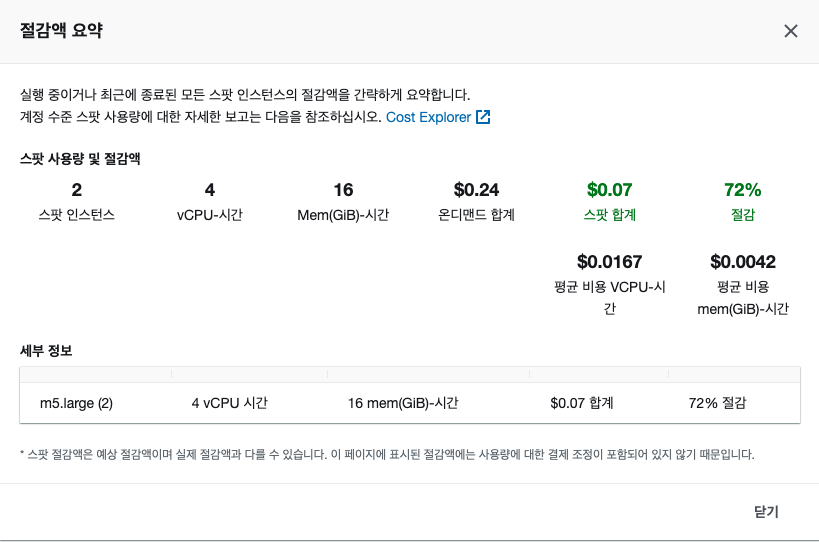 절감액 요약
실행 중이거나 최근에 종료된 모든 스팟 인스턴스의 절감액을 간략하게 요약합니다.
계정 수준 스팟 사용량에 대한 자세한 보고는 다음을 참조하십시오. Cost Explorer
스팟 사용량 및 절감액
2 4 16 $0.24 $0.07 72%
스팟 인스턴스 vCPU-시간 Mem(GiB)-시간 온디맨드 합계 스팟 합계 절감
$0.0167 $0.0042
평균 비용 VCPU-시 평균 비용
간 mem(GiB)-시간
세부 정보
m5.large (2) 4 vCPU 시간 16 mem(GiB)-시간 $0.07 합계 72% 절감
* 스팟 절감액은 예상 절감액이며 실제 절감액과 다를 수 있습니다. 이 페이지에 표시된 절감액에는 사용량에 대한 결제 조정이 포함되어 있지 않기 때문입니다.
닫기